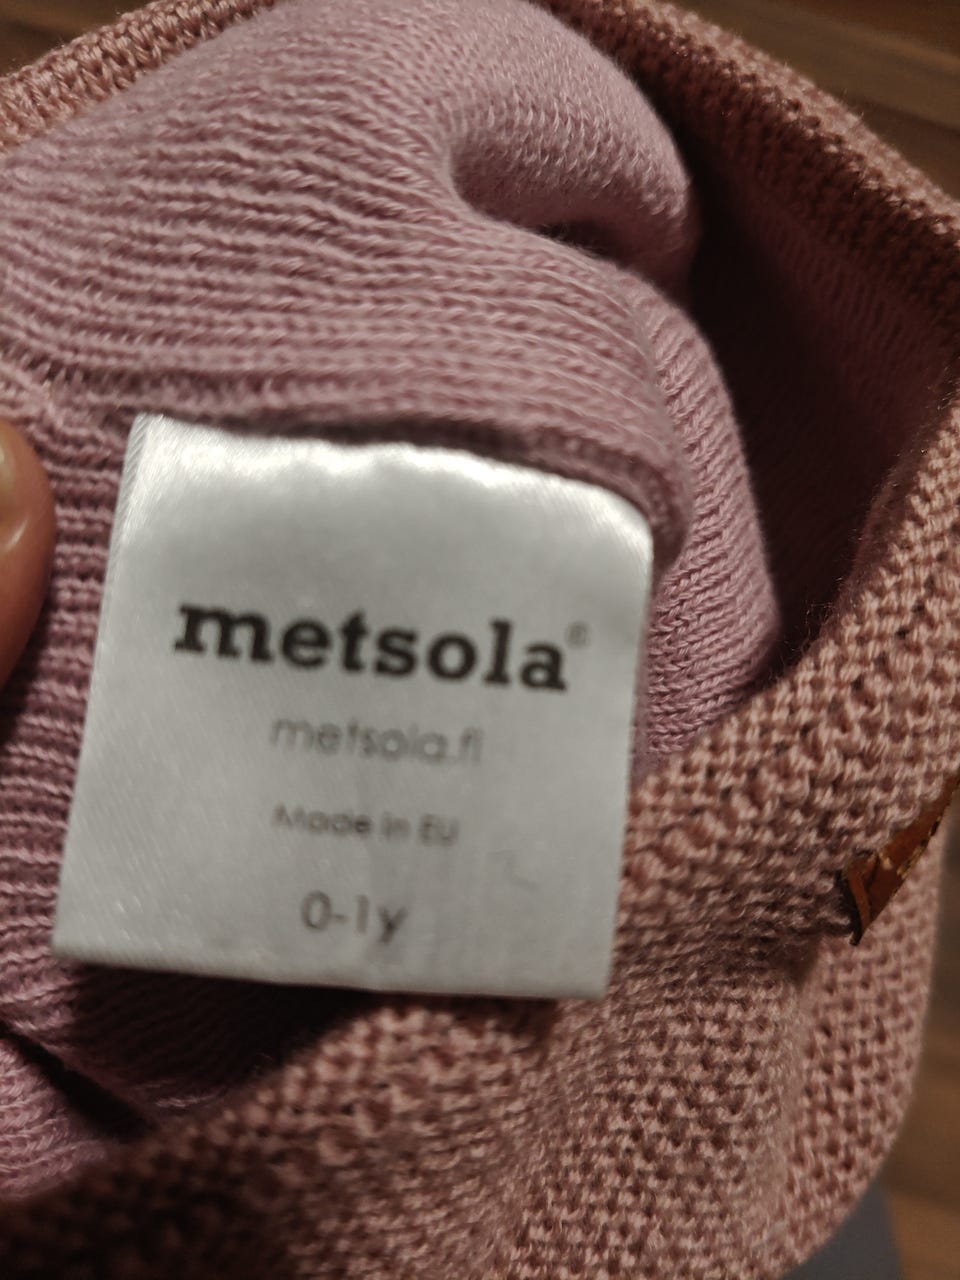 metsola®
metsola.fi
Made in EU
0-1y